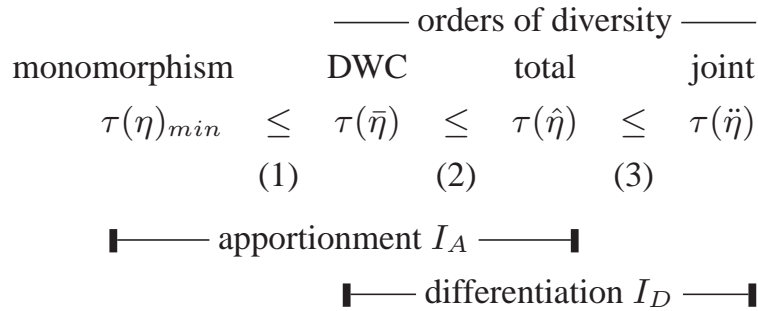 orders of diversity
monomorphism DWC total joint
τ(η)_{min} ≤ τ(η̄) ≤ τ(η̂) ≤ τ(η̈)
(1) (2) (3)
apportionment I_A
differentiation I_D